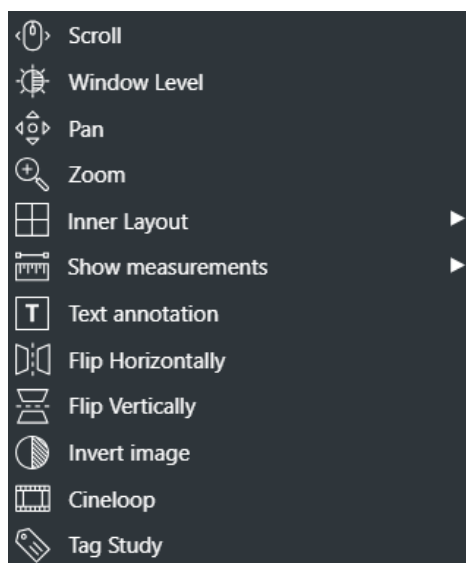 Scroll
Window Level
Pan
Zoom
Inner Layout
Show measurements
T Text annotation
Flip Horizontally
Flip Vertically
Invert image
Cineloop
Tag Study